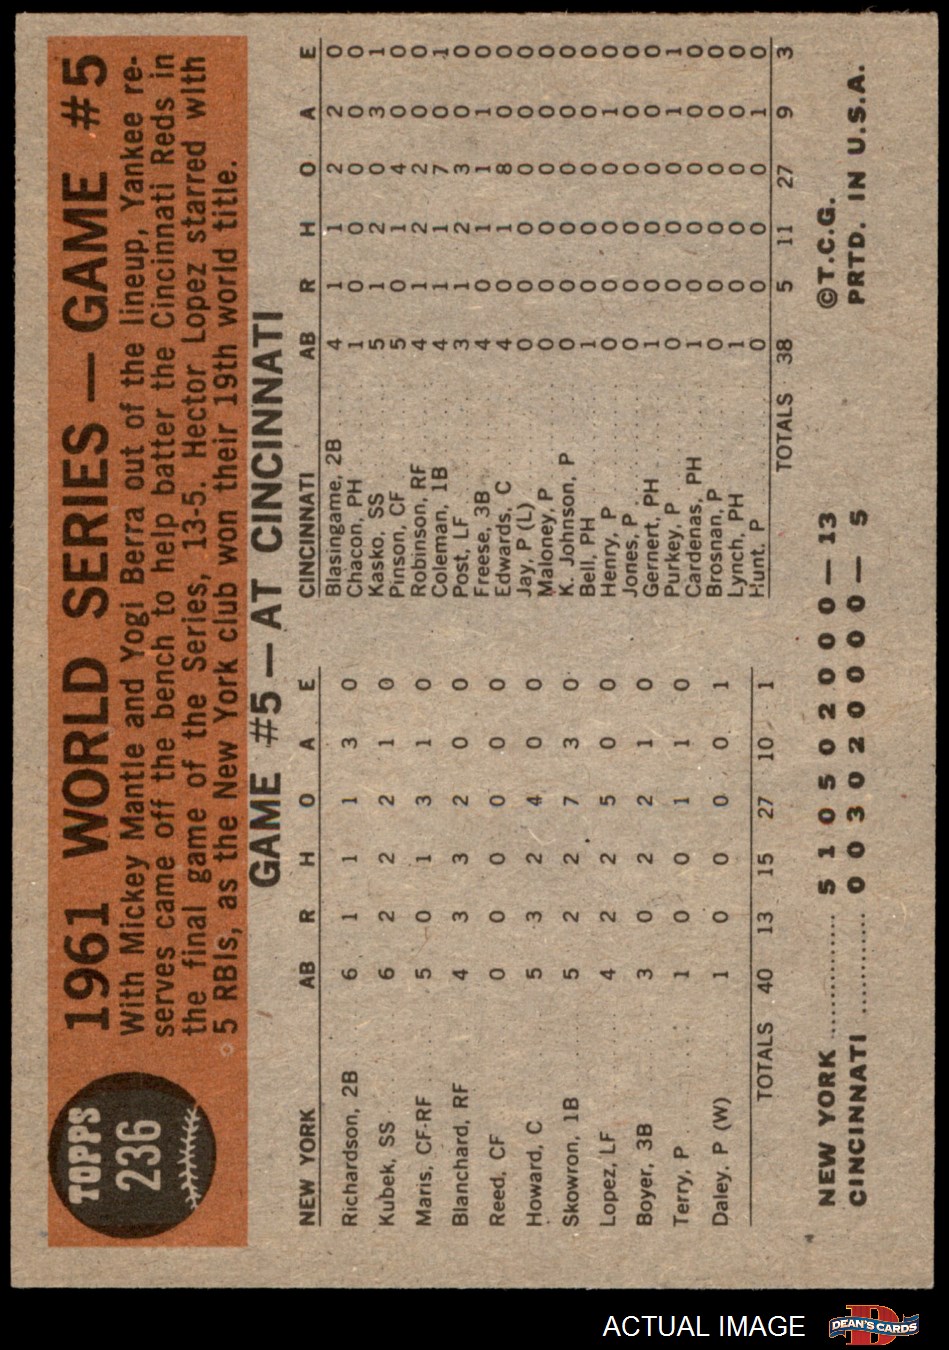 TOPPS
236
1961 WORLD SERIES — GAME #5
With Mickey Mantle and Yogi Berra out of the lineup, Yankee re-
serves came off the bench to help batter the Cincinnati Reds in
the final game of the Series, 13-5. Hector Lopez starred with
5 RBIs, as the New York club won their 19th world title.
GAME #5 — AT CINCINNATI
NEW YORK AB R H O A E
Richardson, 2B 6 1 1 1 3 0
Kubek, SS 6 2 2 2 1 0
Maris, CF-RF 5 0 1 3 1 0
Blanchard, RF 4 3 3 2 0 0
Reed, CF 0 0 0 0 0 0
Howard, C 5 3 2 4 0 0
Skowron, 1B 5 2 2 7 3 0
Lopez, LF 4 2 2 5 0 0
Boyer, 3B 3 0 2 2 1 0
Terry, P 1 0 0 1 1 0
Daley. P (W) 1 0 0 0 0 1
TOTALS 40 13 15 27 10 1
CINCINNATI AB R H O A E
Blasingame, 2B 4 1 1 2 2 0
Chacon, PH 1 0 0 0 0 0
Kasko, SS 5 1 2 0 3 1
Pinson, CF 5 0 1 4 0 0
Robinson, RF 4 1 2 2 0 0
Coleman, 1B 4 1 1 7 0 1
Post, LF 3 1 2 3 0 0
Freese, 3B 4 0 1 1 1 0
Edwards, C 4 0 1 8 0 0
Jay, P (L) 0 0 0 0 0 0
Maloney, P 0 0 0 0 0 0
K. Johnson, P 0 0 0 0 0 0
Bell, PH 1 0 0 0 0 0
Henry, P 0 0 0 0 1 0
Jones, P 0 0 0 0 0 0
Gernert, PH 1 0 0 0 0 0
Purkey, P 0 0 0 0 1 1
Cardenas, PH 1 0 0 0 0 0
Brosnan, P 0 0 0 0 0 0
Lynch, PH 1 0 0 0 0 0
Hunt, P 0 0 0 0 1 0
TOTALS 38 5 11 27 9 3
NEW YORK .............. 5 1 0 5 0 2 0 0 0 — 13
CINCINNATI ............ 0 0 3 0 2 0 0 0 0 — 5
©T.C.G.
PRTD. IN U.S.A.
ACTUAL IMAGE
D
DEAN'S CARDS